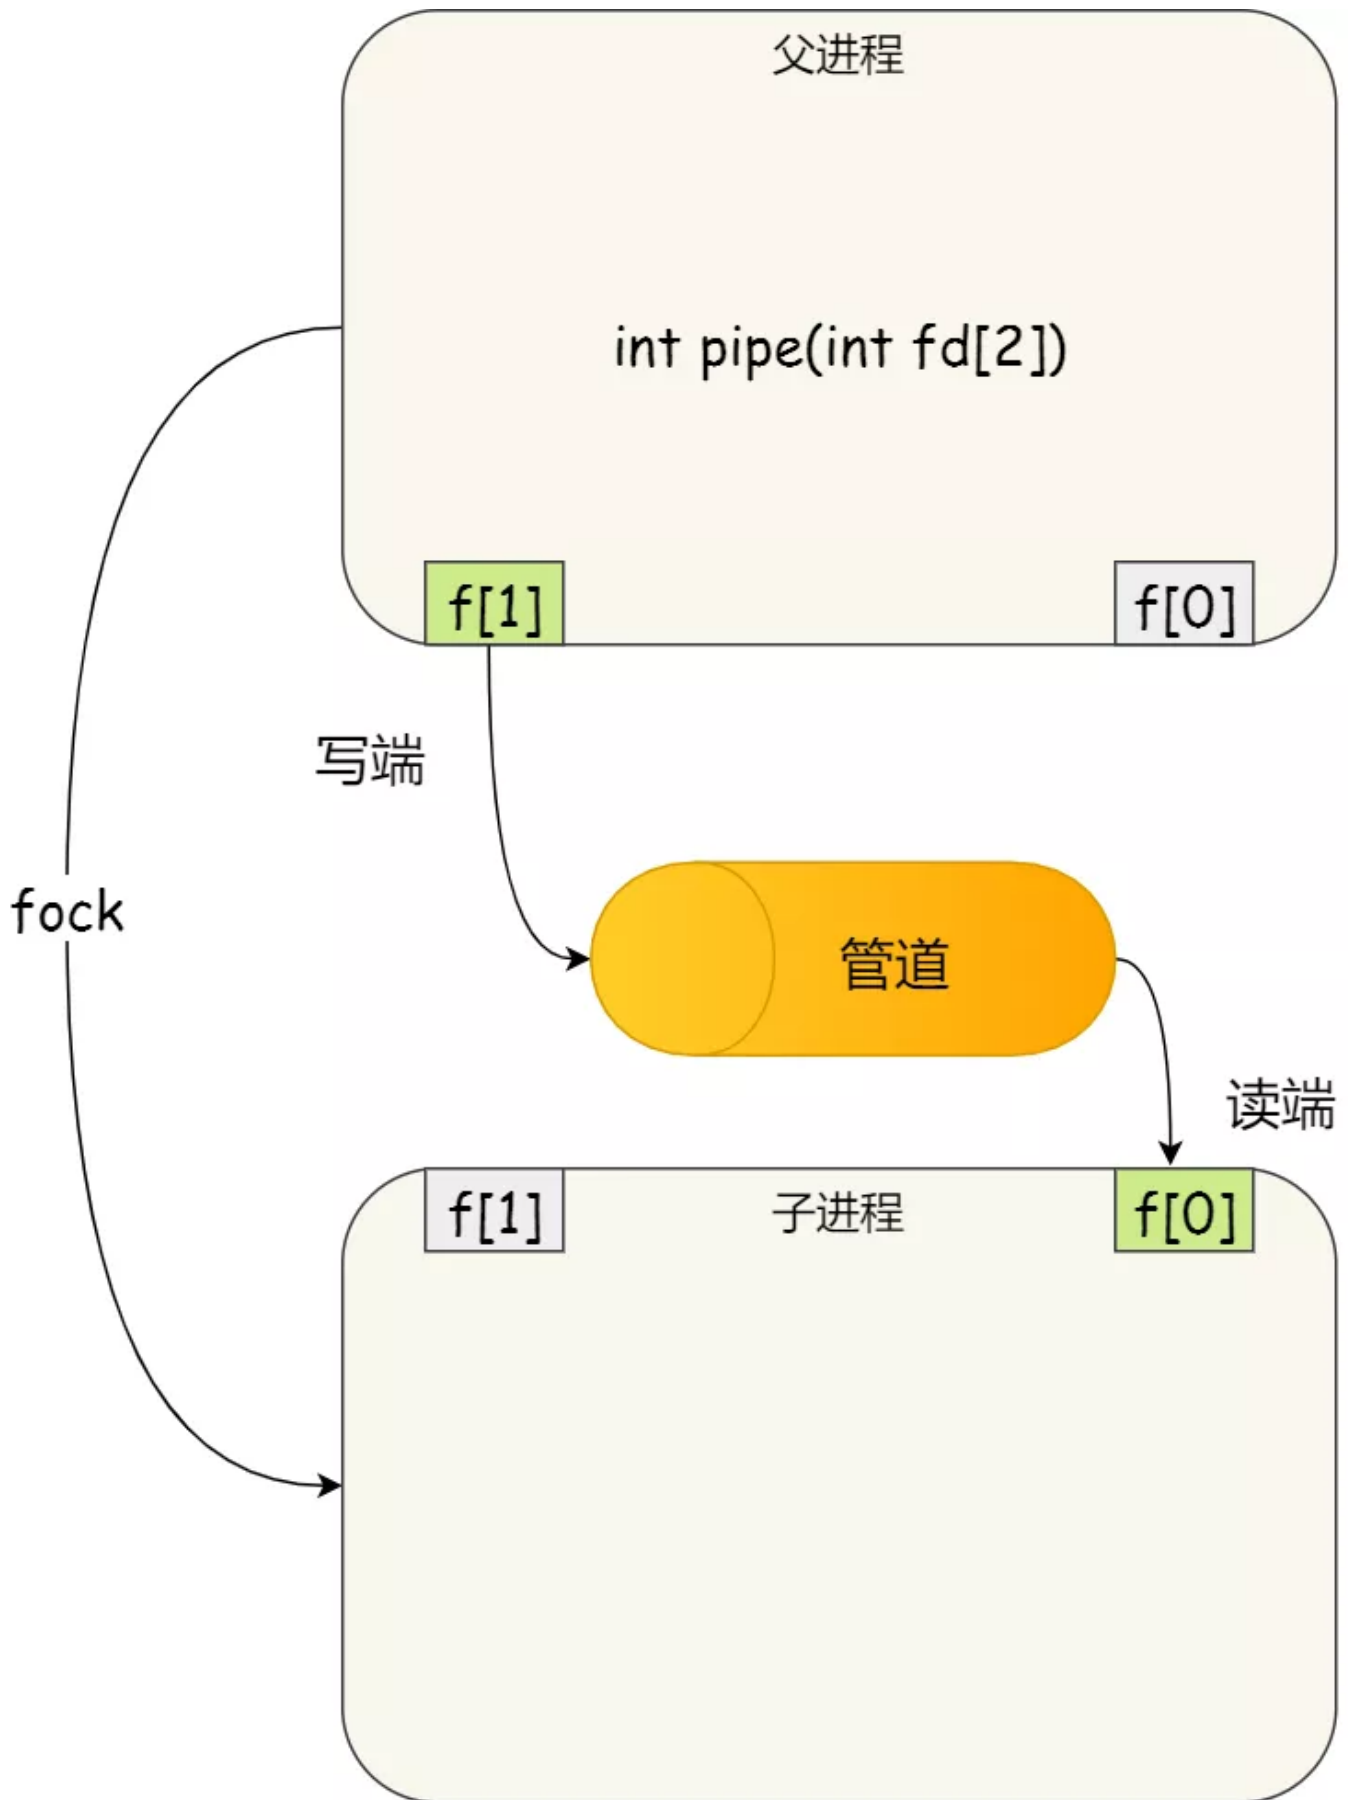 父进程
int pipe(int fd[2])
f[1]
f[0]
写端
fock
管道
读端
f[1]
子进程
f[0]